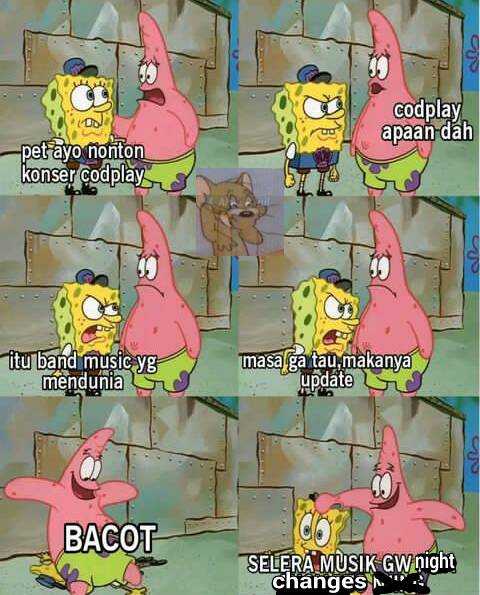 pet ayo nonton
konser codplay
codplay
apaan dah
itu band music yg
mendunia
masa ga tau,makanya
update
BACOT
SELERA MUSIK GW night
changes